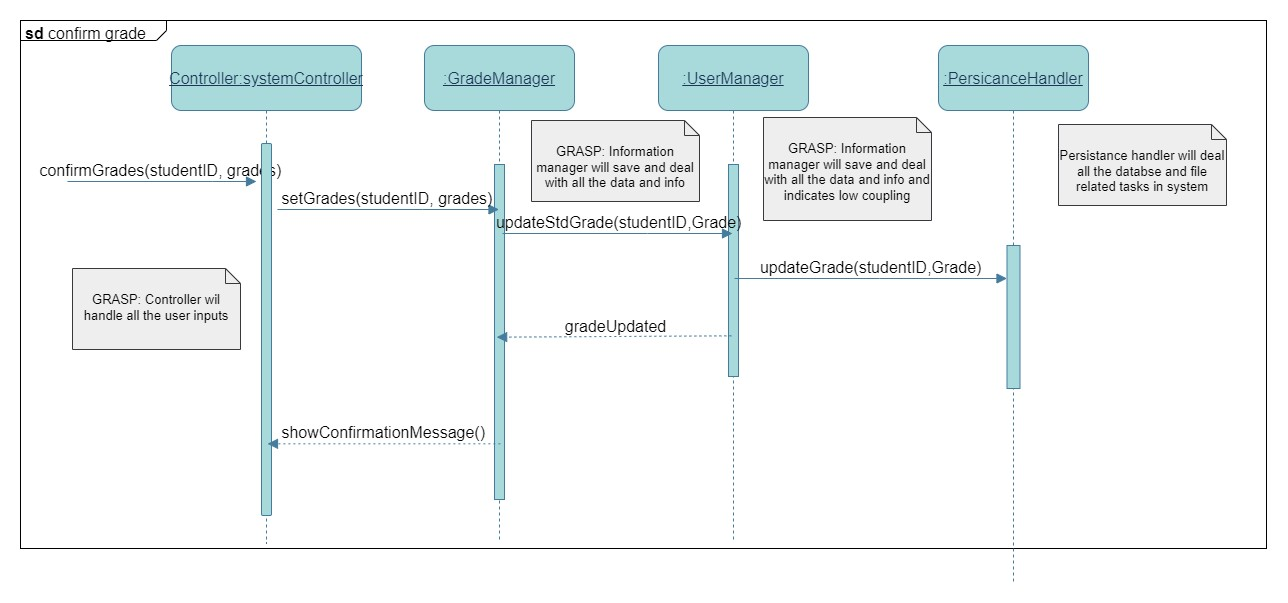 sd confirm grade
Controller:systemController
:GradeManager
:UserManager
:PersicanceHandler
GRASP: Information
manager will save and deal
with all the data and info
GRASP: Information
manager will save and deal
with all the data and info and
indicates low coupling
Persistance handler will deal
all the databse and file
related tasks in system
confirmGrades(studentID, grades)
setGrades(studentID, grades)
updateStdGrade(studentID,Grade)
updateGrade(studentID,Grade)
GRASP: Controller wil
handle all the user inputs
gradeUpdated
showConfirmationMessage()